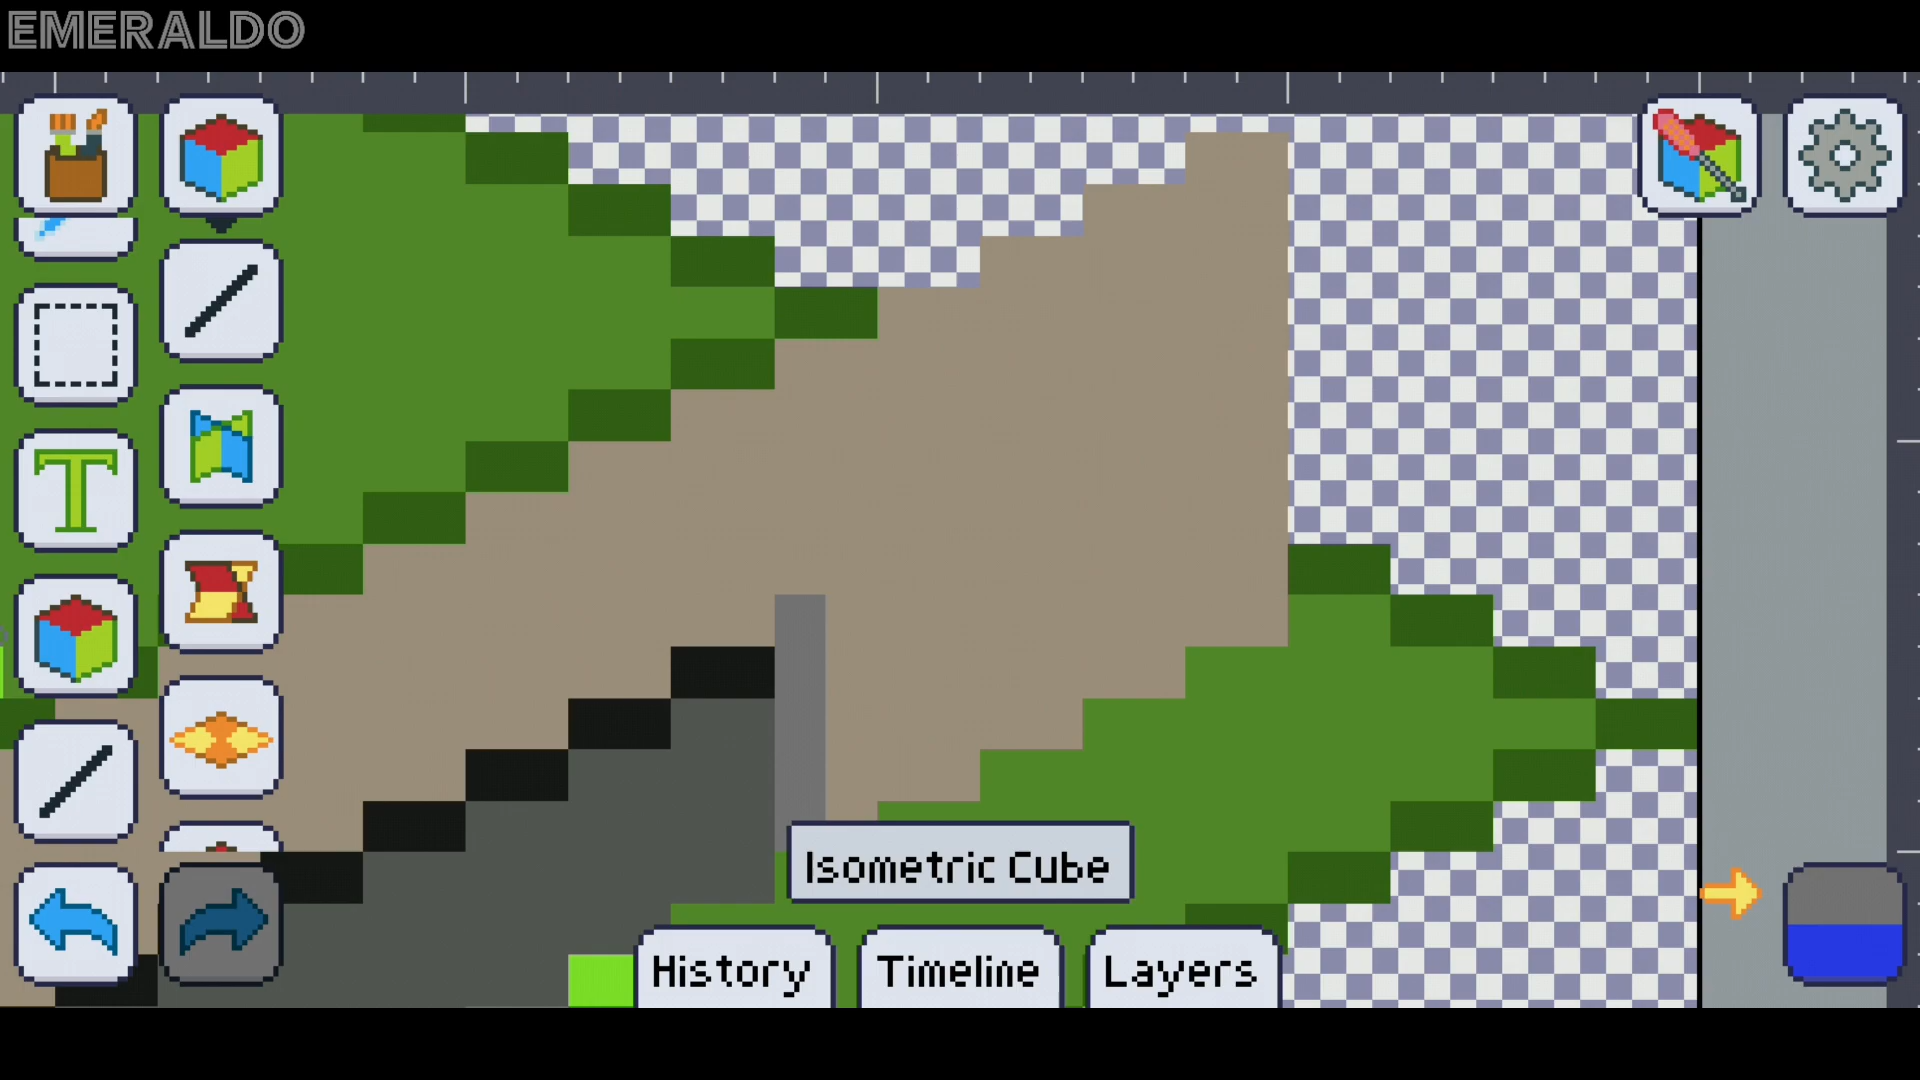 EMERALDO
Isometric Cube
History
Timeline
Layers